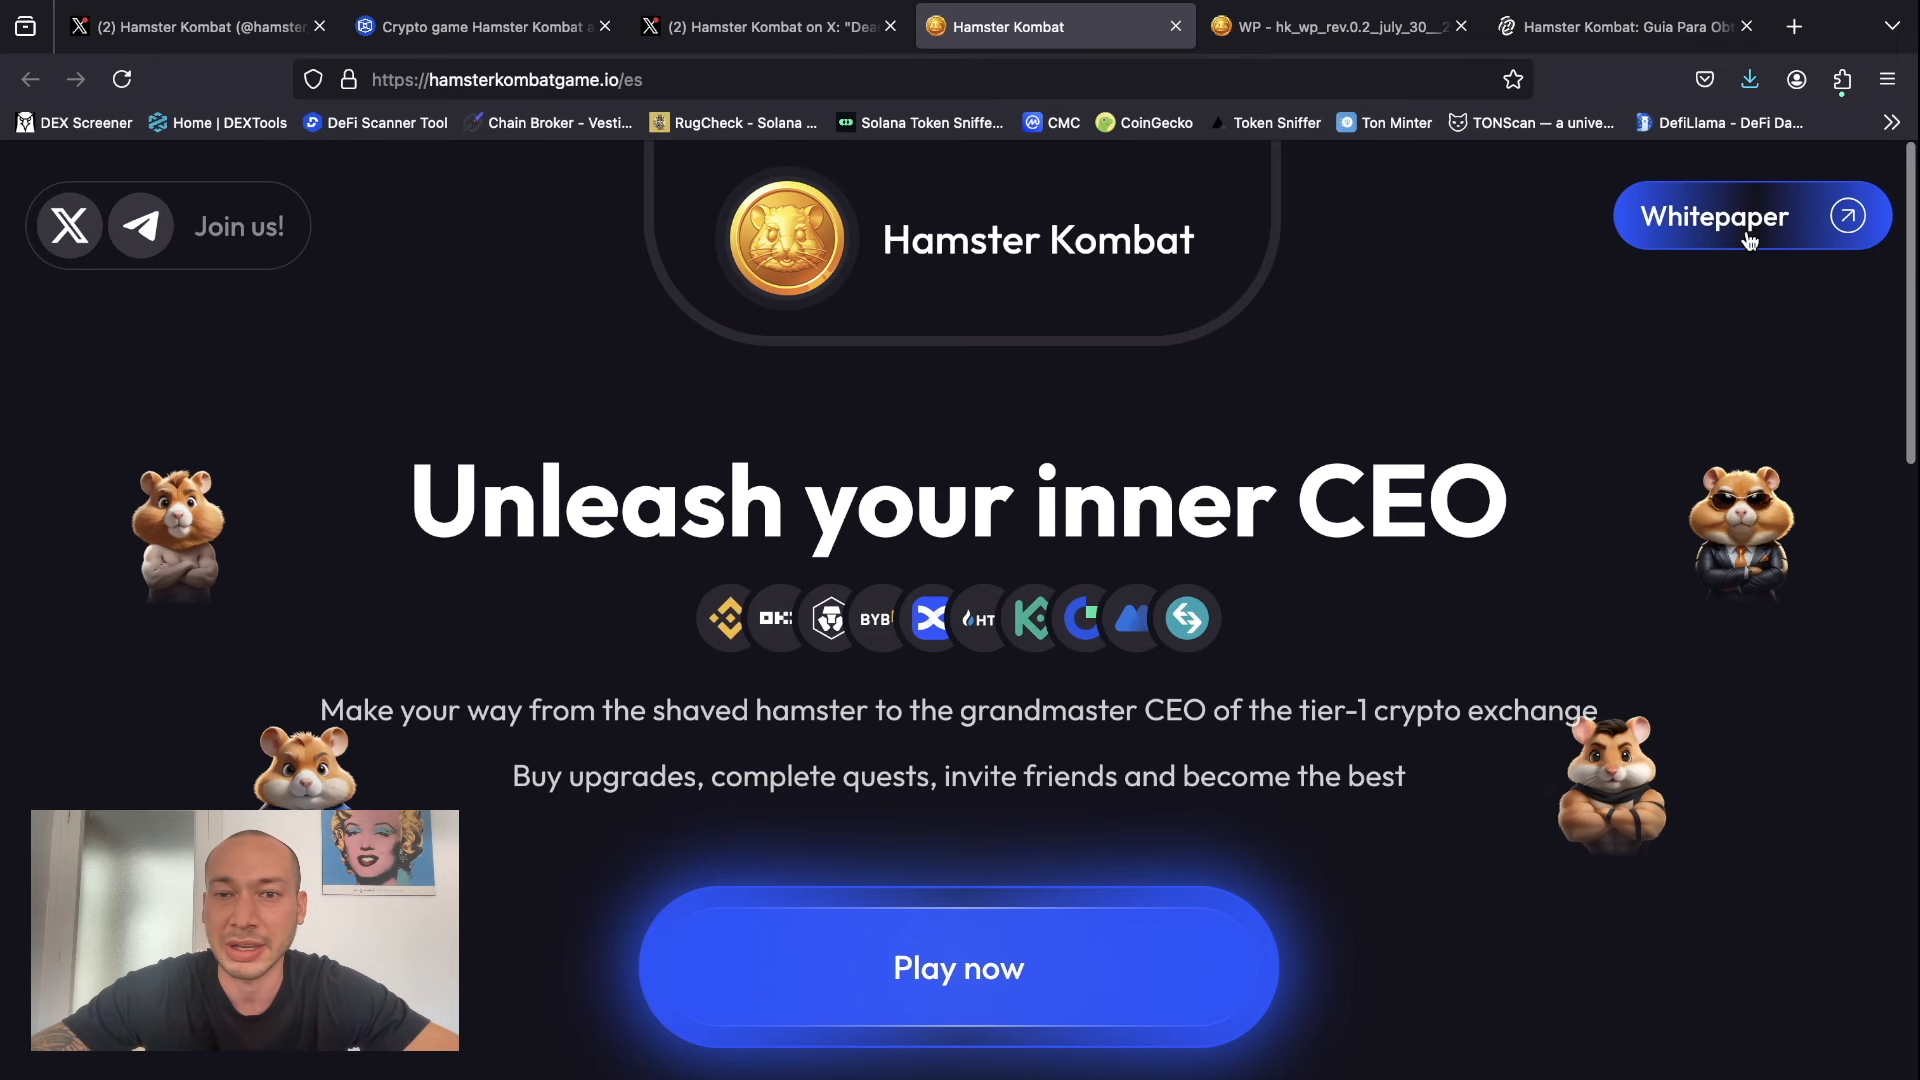 (2) Hamster Kombat (@hamster_
Crypto game Hamster Kombat a
(2) Hamster Kombat on X: "Dea
Hamster Kombat
WP - hk_wp_rev.0.2_july_30__2
Hamster Kombat: Guia Para Ob
https://hamsterkombatgame.io/es
DEX Screener
Home | DEXTools
DeFi Scanner Tool
Chain Broker - Vesti...
RugCheck - Solana ...
Solana Token Sniffe...
CMC
CoinGecko
Token Sniffer
Ton Minter
TONScan — a unive...
DefiLlama - DeFi Da...
Join us!
Hamster Kombat
Whitepaper
Unleash your inner CEO
BYB
HT
Make your way from the shaved hamster to the grandmaster CEO of the tier-1 crypto exchange
Buy upgrades, complete quests, invite friends and become the best
Play now